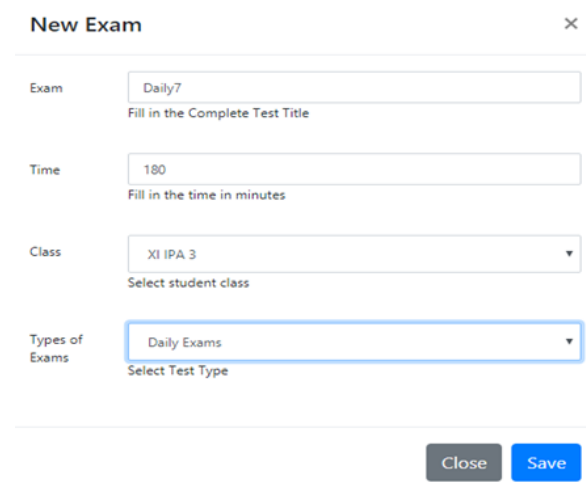 New Exam ×
Exam
Daily7
Fill in the Complete Test Title
Time
180
Fill in the time in minutes
Class
XI IPA 3
Select student class
Types of
Exams
Daily Exams
Select Test Type
Close Save